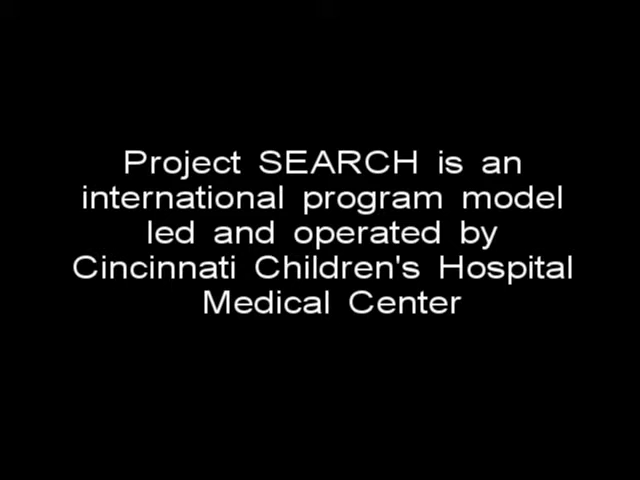 Project SEARCH is an
international program model
led and operated by
Cincinnati Children's Hospital
Medical Center